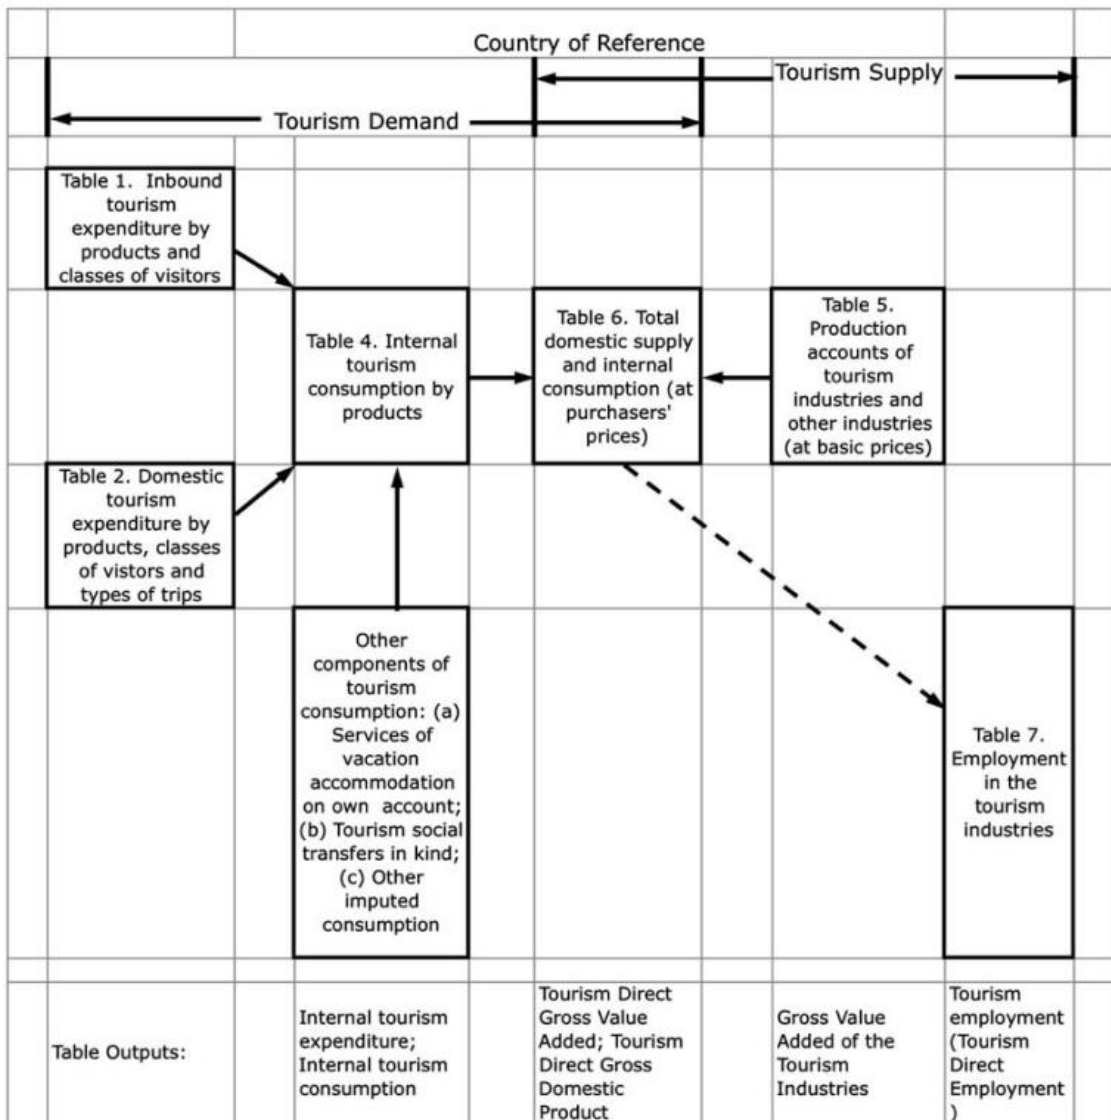 Country of Reference
Tourism Supply
Tourism Demand
Table 1. Inbound
tourism
expenditure by
products and
classes of visitors
Table 4. Internal
tourism
consumption by
products
Table 6. Total
domestic supply
and internal
consumption (at
purchasers'
prices)
Table 5.
Production
accounts of
tourism
industries and
other industries
(at basic prices)
Table 2. Domestic
tourism
expenditure by
products, classes
of vistors and
types of trips
Other
components of
tourism
consumption: (a)
Services of
vacation
accommodation
on own account;
(b) Tourism social
transfers in kind;
(c) Other
imputed
consumption
Table 7.
Employment
in the
tourism
industries
Table Outputs:
Internal tourism
expenditure;
Internal tourism
consumption
Tourism Direct
Gross Value
Added; Tourism
Direct Gross
Domestic
Product
Gross Value
Added of the
Tourism
Industries
Tourism
employment
(Tourism
Direct
Employment
)